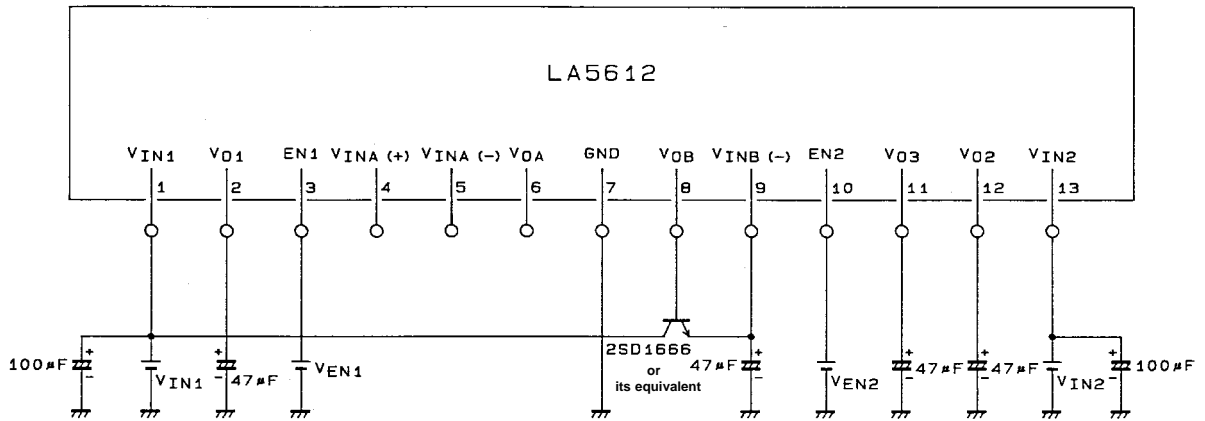 LA5612
VIN1 VO1 EN1 VINA (+) VINA (-) VOA GND VOB VINB (-) EN2 VO3 VO2 VIN2
1 2 3 4 5 6 7 8 9 10 11 12 13
100µF + - VIN1 47µF + - VEN1 2SD1666 47µF + - VEN2 + - 47µF + - 47µF VIN2 + - 100µF
or
its equivalent